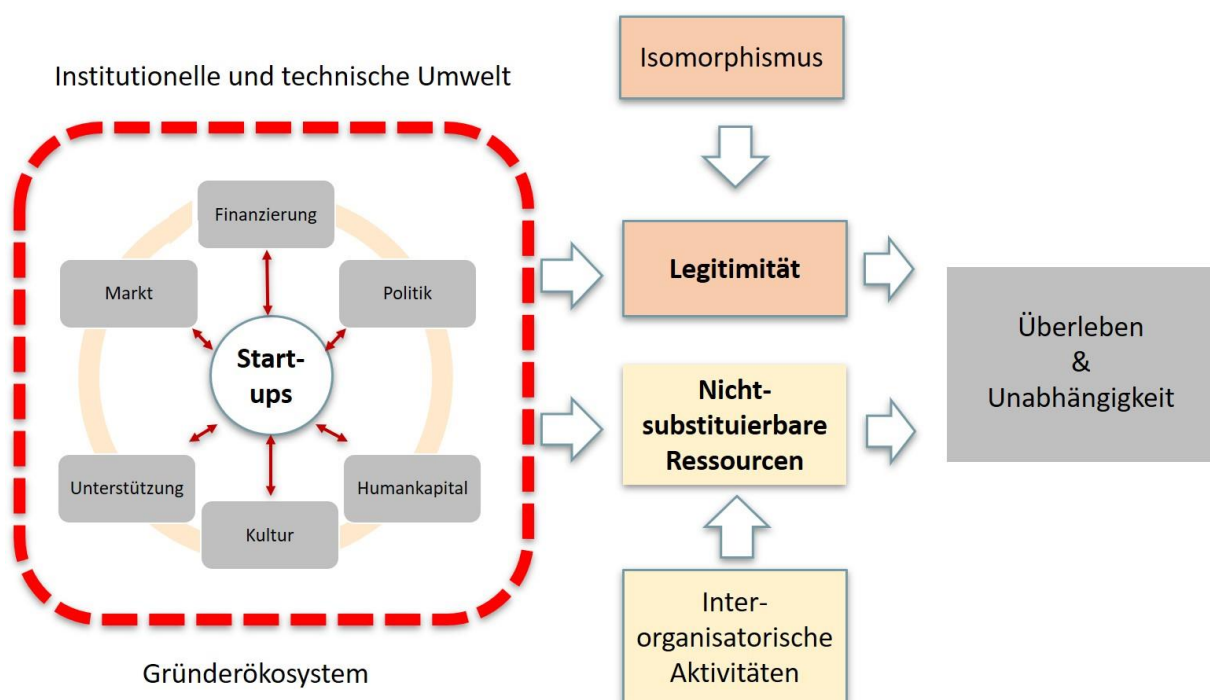 Institutionelle und technische Umwelt
Finanzierung
Markt
Politik
Start-
ups
Unterstützung
Humankapital
Kultur
Gründerökosystem
Isomorphismus
Legitimität
Nicht-
substituierbare
Ressourcen
Inter-
organisatorische
Aktivitäten
Überleben
&
Unabhängigkeit